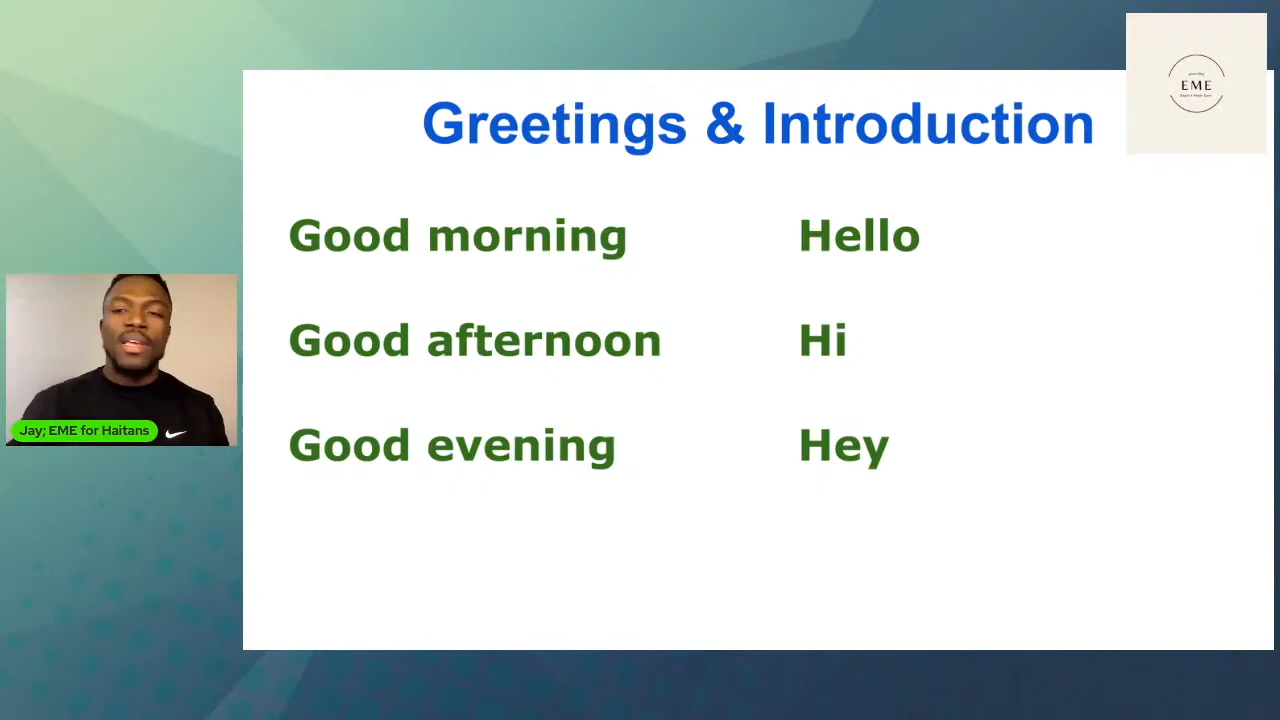 Greetings & Introduction
EME
Good morning
Hello
Good afternoon
Hi
Good evening
Hey
Jay; EME for Haitans